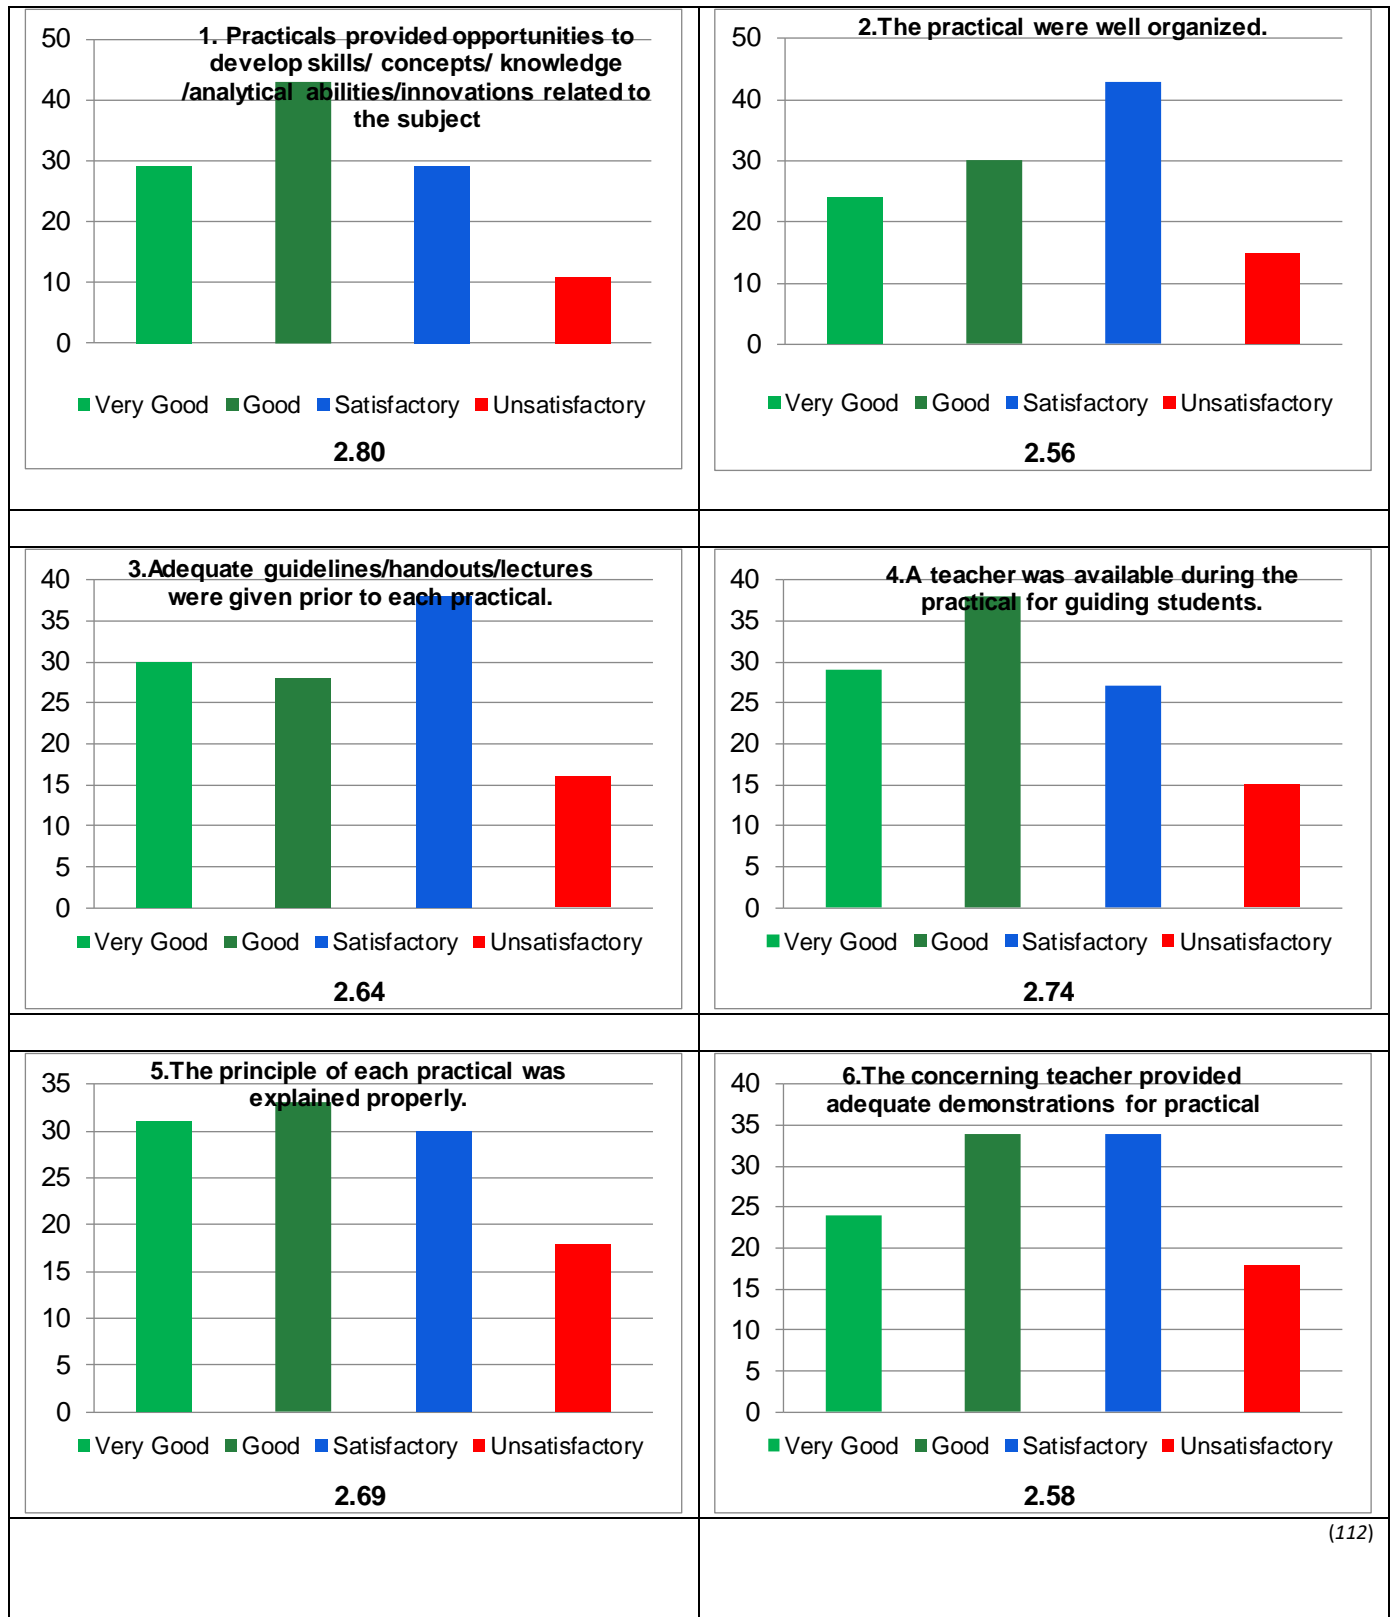 1. Practicals provided opportunities to
develop skills/ concepts/ knowledge
/analytical abilities/innovations related to
the subject
50
40
30
20
10
0
Very Good Good Satisfactory Unsatisfactory
2.80
2.The practical were well organized.
50
40
30
20
10
0
Very Good Good Satisfactory Unsatisfactory
2.56
3.Adequate guidelines/handouts/lectures
were given prior to each practical.
40
35
30
25
20
15
10
5
0
Very Good Good Satisfactory Unsatisfactory
2.64
4.A teacher was available during the
practical for guiding students.
40
35
30
25
20
15
10
5
0
Very Good Good Satisfactory Unsatisfactory
2.74
5.The principle of each practical was
explained properly.
35
30
25
20
15
10
5
0
Very Good Good Satisfactory Unsatisfactory
2.69
6.The concerning teacher provided
adequate demonstrations for practical
40
35
30
25
20
15
10
5
0
Very Good Good Satisfactory Unsatisfactory
2.58
(112)